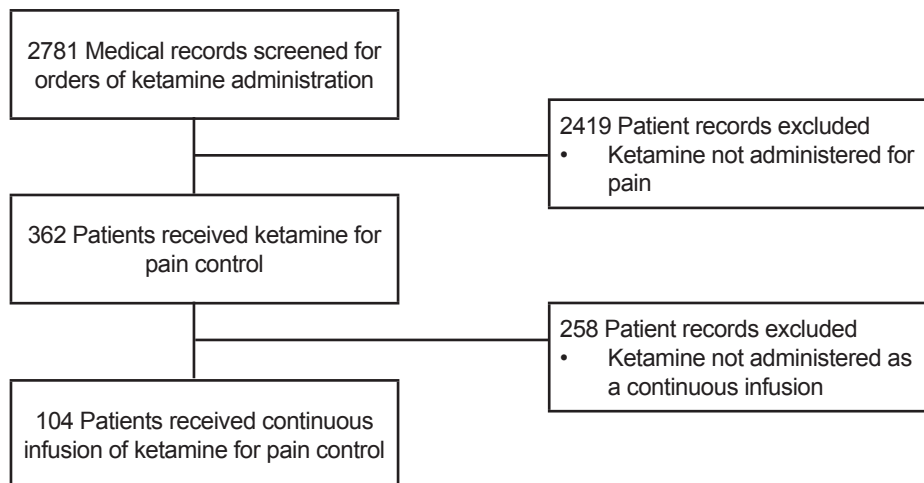 2781 Medical records screened for
orders of ketamine administration
2419 Patient records excluded
• Ketamine not administered for
pain
362 Patients received ketamine for
pain control
258 Patient records excluded
• Ketamine not administered as
a continuous infusion
104 Patients received continuous
infusion of ketamine for pain control